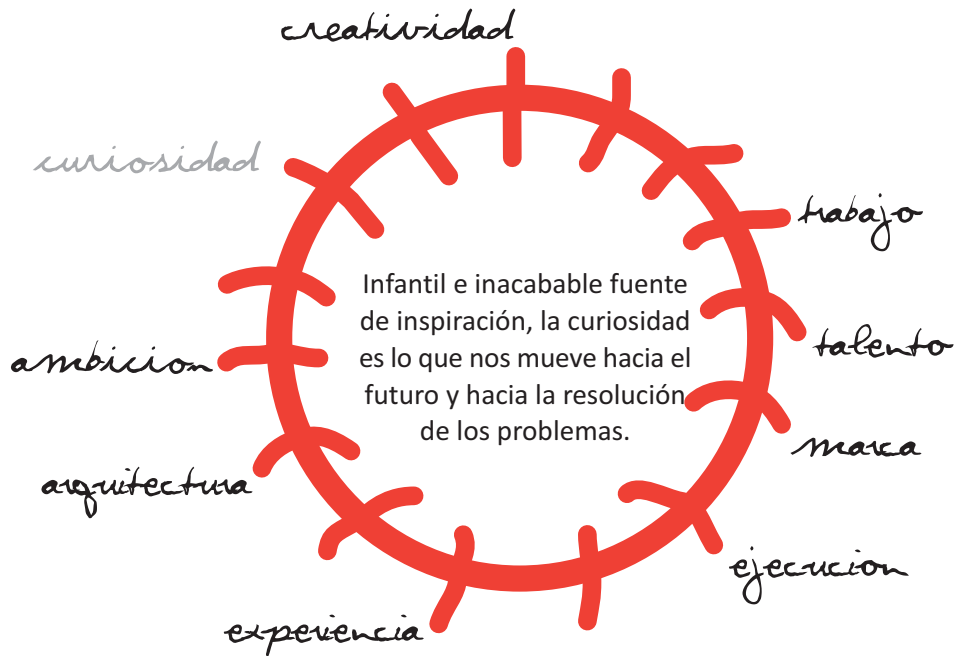 creatividad
curiosidad
trabajo
Infantil e inacabable fuente
de inspiración, la curiosidad
es lo que nos mueve hacia el
futuro y hacia la resolución
de los problemas.
ambicion
talento
marca
arquitectura
ejecucion
experiencia